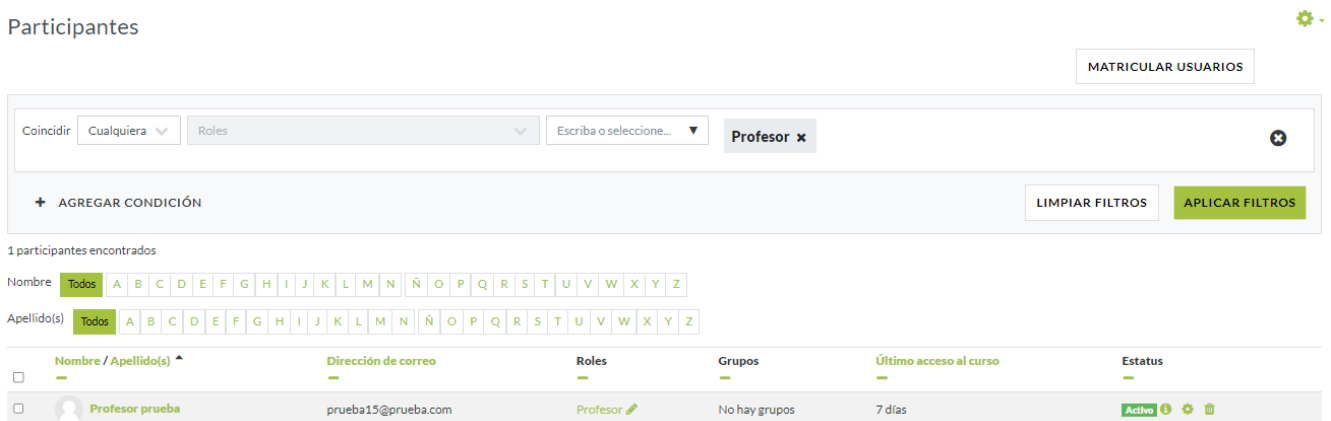 Participantes
MATRICULAR USUARIOS
Coincidir Cualquiera Roles Escriba o seleccione... ▼ Profesor ×
+ AGREGAR CONDICIÓN LIMPIAR FILTROS APLICAR FILTROS
1 participantes encontrados
Nombre Todos A B C D E F G H I J K L M N Ñ O P Q R S T U V W X Y Z
Apellido(s) Todos A B C D E F G H I J K L M N Ñ O P Q R S T U V W X Y Z
Nombre / Apellido(s) Dirección de correo Roles Grupos Último acceso al curso Estatus
Profesor prueba prueba15@prueba.com Profesor No hay grupos 7 días Activo